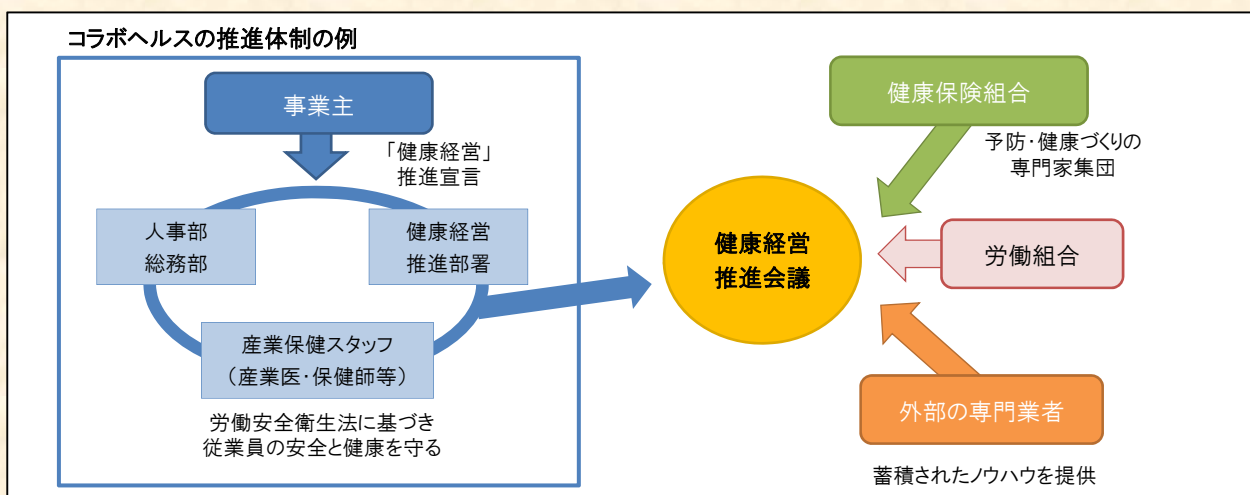 コラボヘルスの推進体制の例
事業主
「健康経営」
推進宣言
人事部
総務部
健康経営
推進部署
産業保健スタッフ
（産業医・保健師等）
労働安全衛生法に基づき
従業員の安全と健康を守る
健康経営
推進会議
健康保険組合
予防・健康づくりの
専門家集団
労働組合
外部の専門業者
蓄積されたノウハウを提供